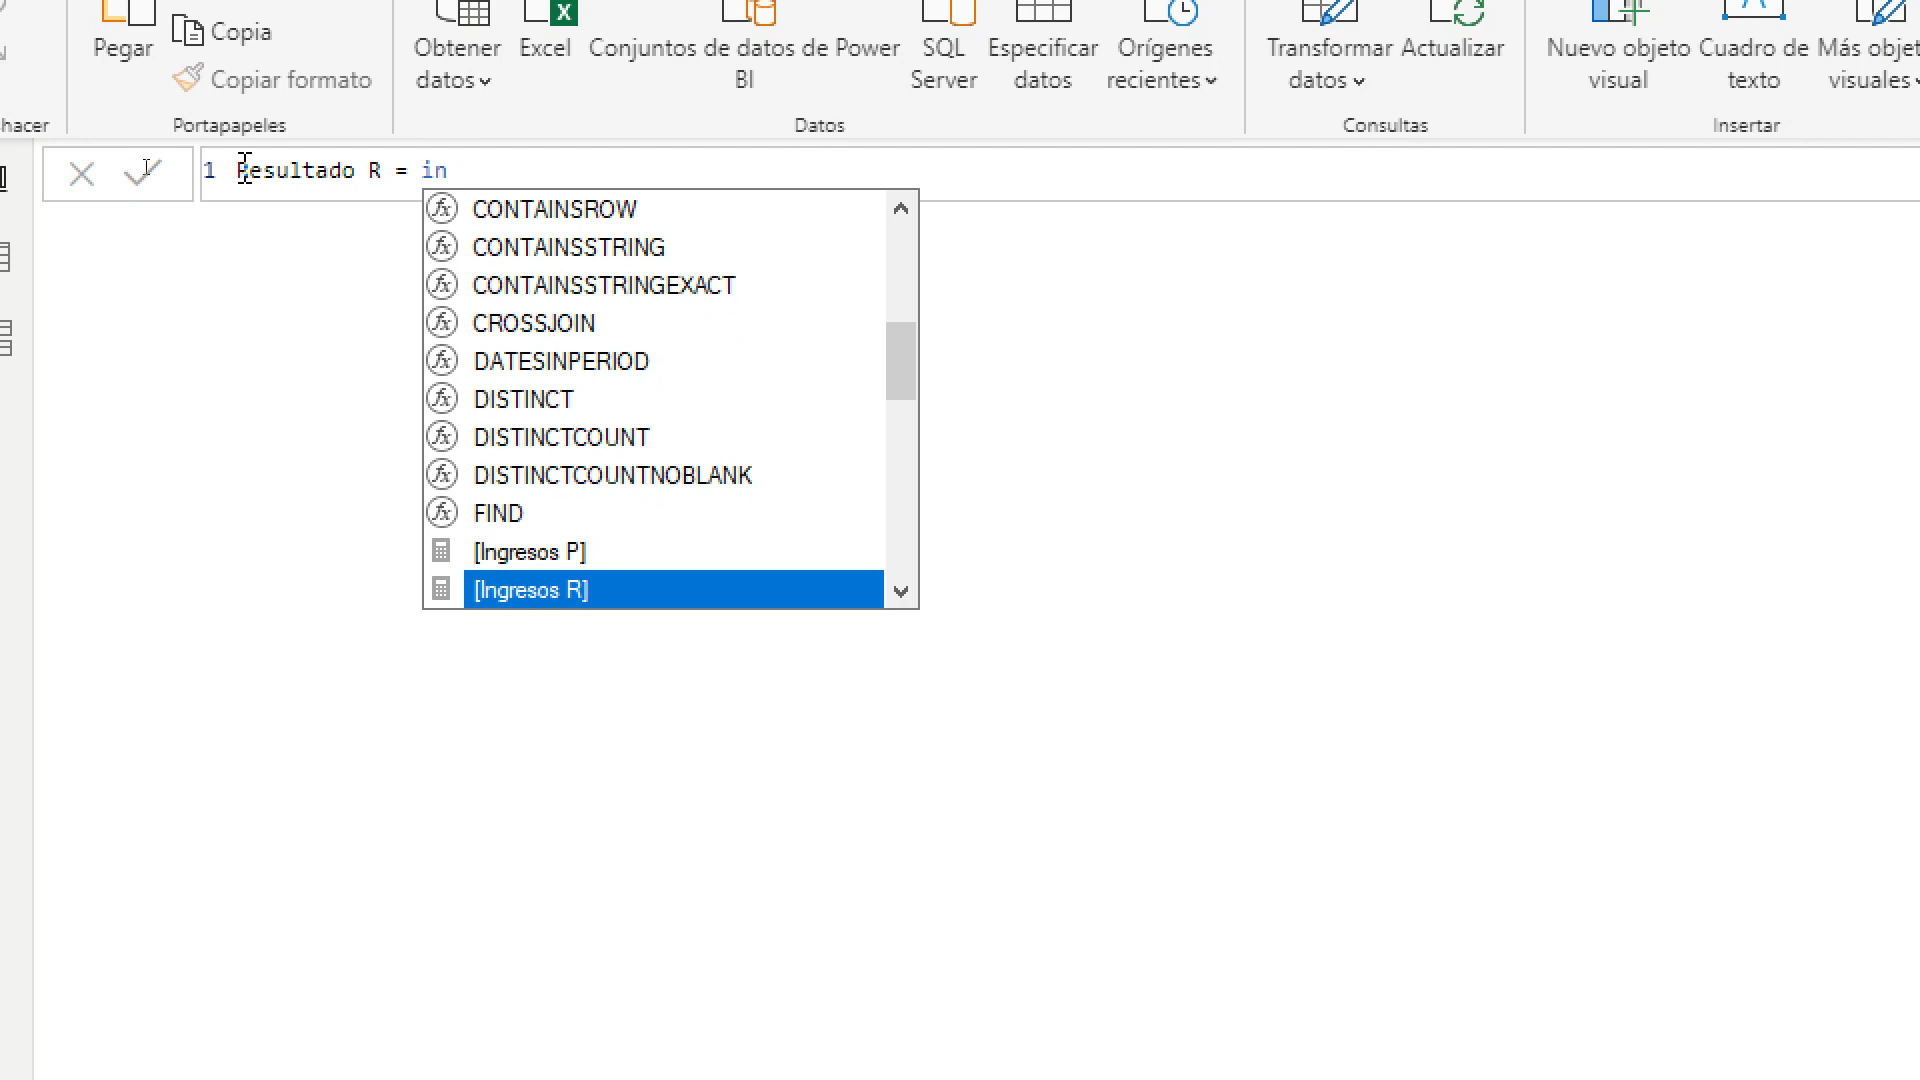 Pegar
Copia
Copiar formato
hacer
Portapapeles
Obtener datos
Excel
Conjuntos de datos de Power BI
SQL Server
Especificar datos
Orígenes recientes
Datos
Transformar datos
Actualizar
Consultas
Nuevo objeto visual
Cuadro de texto
Más objet
visuales
Insertar
1 Resultado R = in
CONTAINSROW
CONTAINSSTRING
CONTAINSSTRINGEXACT
CROSSJOIN
DATESINPERIOD
DISTINCT
DISTINCTCOUNT
DISTINCTCOUNTNOBLANK
FIND
[Ingresos P]
[Ingresos R]